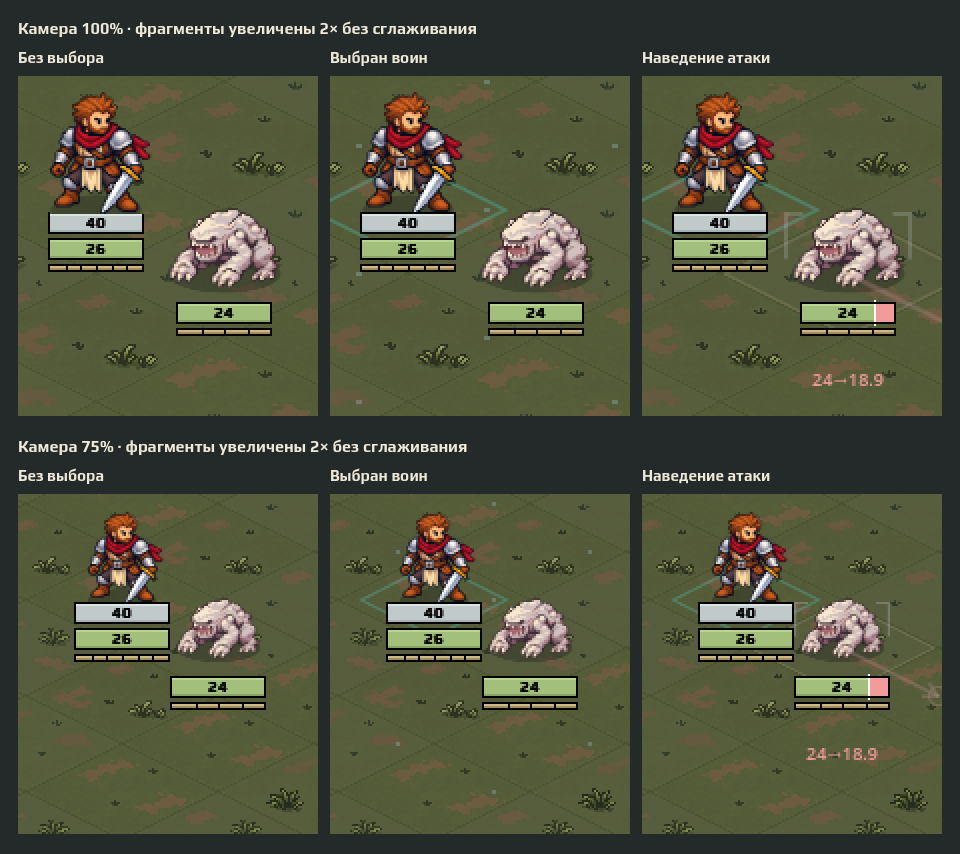 Камера 100% · фрагменты увеличены 2× без сглаживания
Без выбора
Выбран воин
Наведение атаки
40
26
24
40
26
24
40
26
24
24→18.9
Камера 75% · фрагменты увеличены 2× без сглаживания
Без выбора
Выбран воин
Наведение атаки
40
26
24
40
26
24
40
26
24
24→18.9